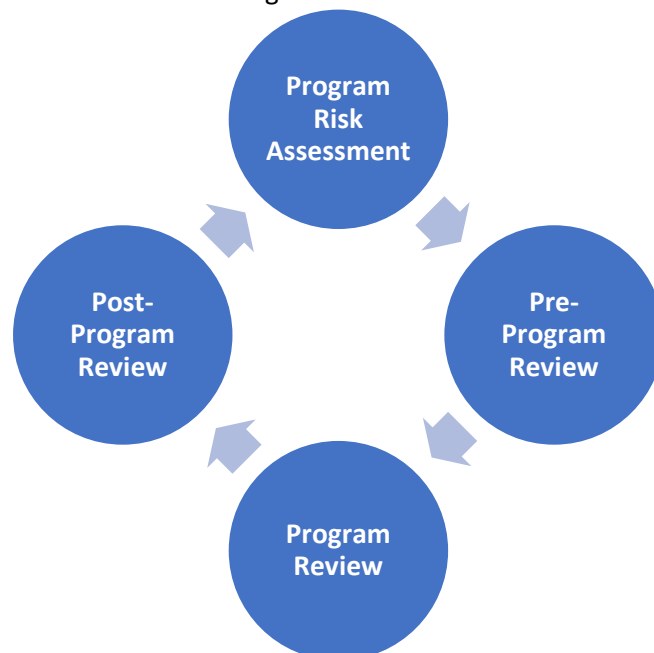 Program
Risk
Assessment
Post-
Program
Review
Pre-
Program
Review
Program
Review